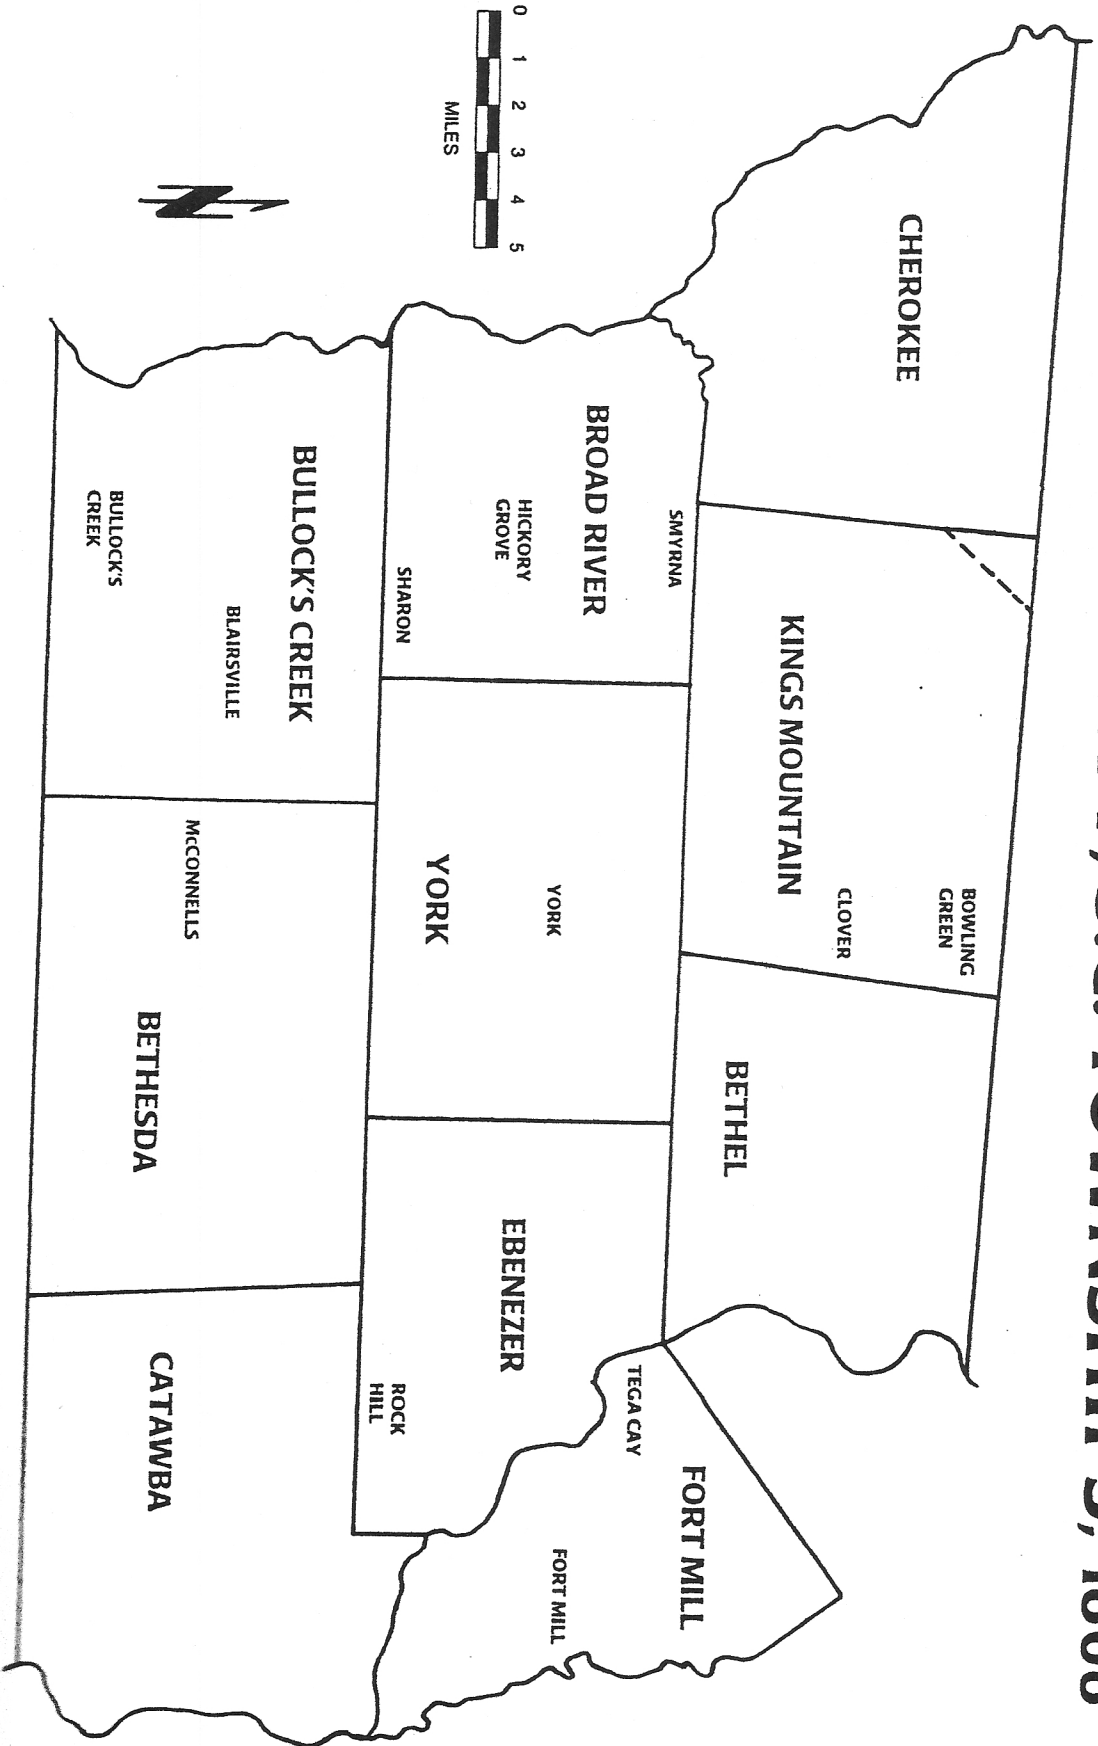 TOWNSHIPS, 1868
CHEROKEE
BOWLING
GREEN
CLOVER
KINGS MOUNTAIN
BETHEL
SMYRNA
BROAD RIVER
HICKORY
GROVE
SHARON
YORK
YORK
TEGA CAY
FORT MILL
FORT MILL
EBENEZER
ROCK
HILL
BULLOCK'S CREEK
BLAIRSVILLE
BULLOCK'S
CREEK
McCONNELLS
BETHESDA
CATAWBA
0 1 2 3 4 5
MILES
N